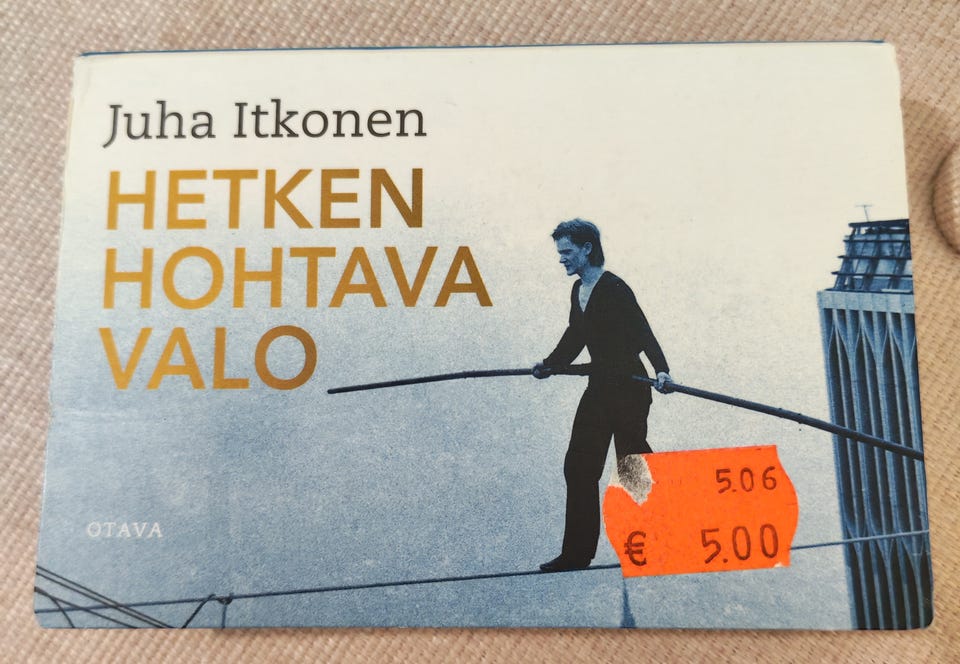 Juha Itkonen
HETKEN
HOHTAVA
VALO
OTAVA
5.06
€ 5.00